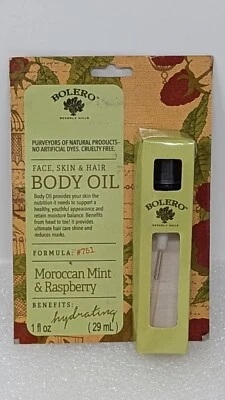 BOLERO
BEVERLY HILLS
PURVEYORS OF NATURAL PRODUCTS-
NO ARTIFICIAL DYES. CRUELTY FREE.
FACE, SKIN & HAIR
BODY OIL
Body Oil provides your skin the
nutrition it needs to support a
healthy, youthful appearance and
retain moisture balance. Benefits
from head to toe! It provides
ultimate hair care shine and
reduces masks.
FORMULA: #751
Moroccan Mint
& Raspberry
BENEFITS:
hydrating
1 fl oz (29 mL)
BOLERO
BEVERLY HILLS